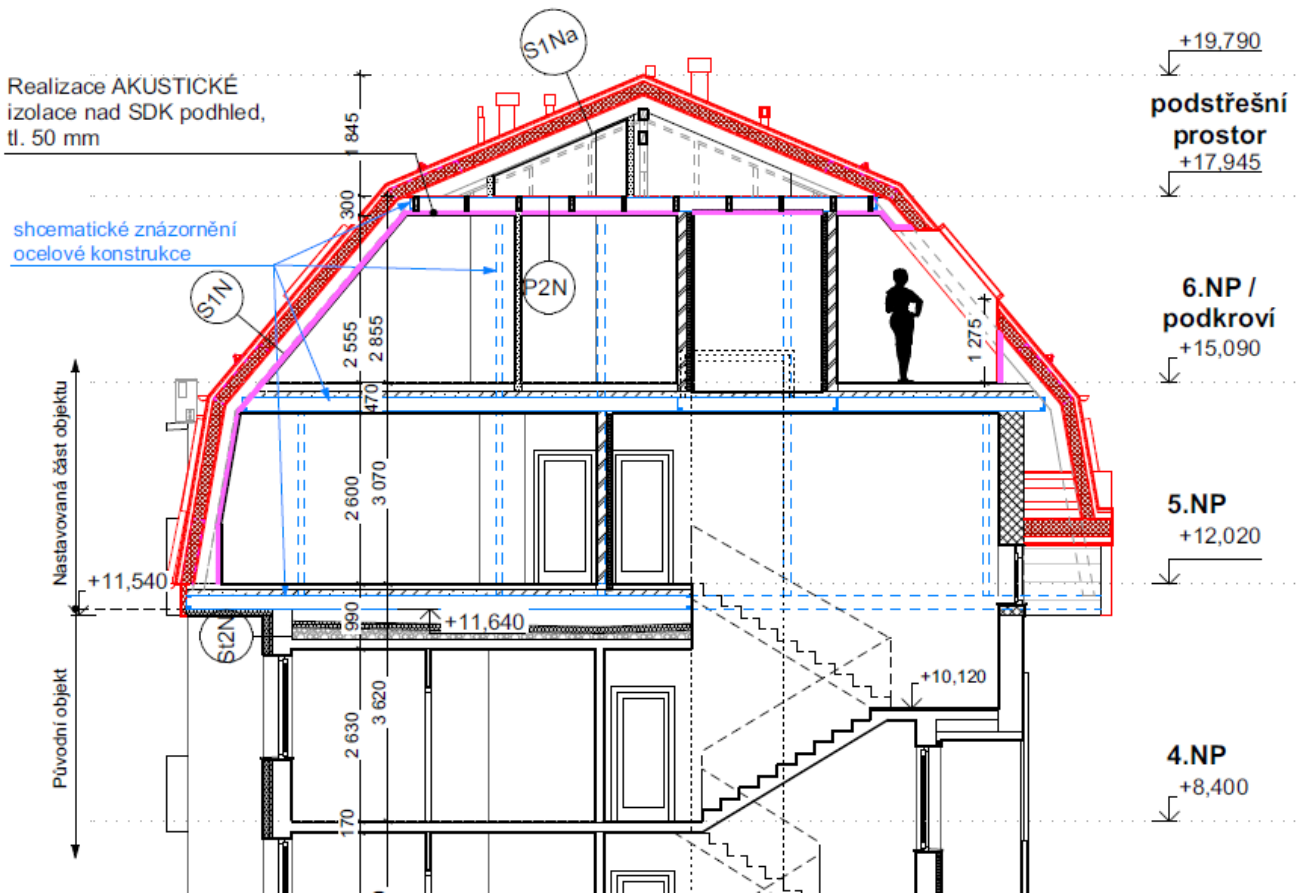 +19,790
S1Na
Realizace AKUSTICKÉ
izolace nad SDK podhled,
tl. 50 mm
podstřešní
prostor
+17,945
1 845
300
shcematické znázornění
ocelové konstrukce
S1N
P2N
6.NP /
podkroví
+15,090
2 555
2 855
1 275
470
Nastavovaná část objektu
2 600
3 070
5.NP
+12,020
+11,540
+11,640
990
St2N
+10,120
Původní objekt
2 630
3 620
4.NP
+8,400
170